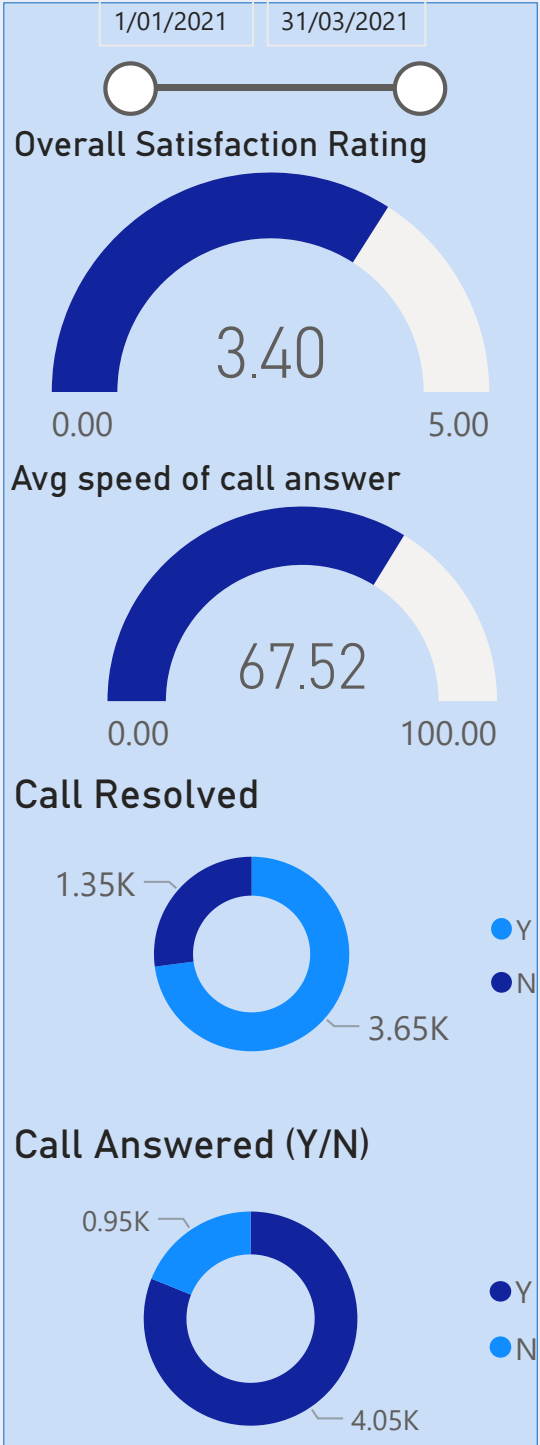 1/01/2021 31/03/2021
Overall Satisfaction Rating
3.40
0.00 5.00
Avg speed of call answer
67.52
0.00 100.00
Call Resolved
1.35K
Y
N
3.65K
Call Answered (Y/N)
0.95K
Y
N
4.05K